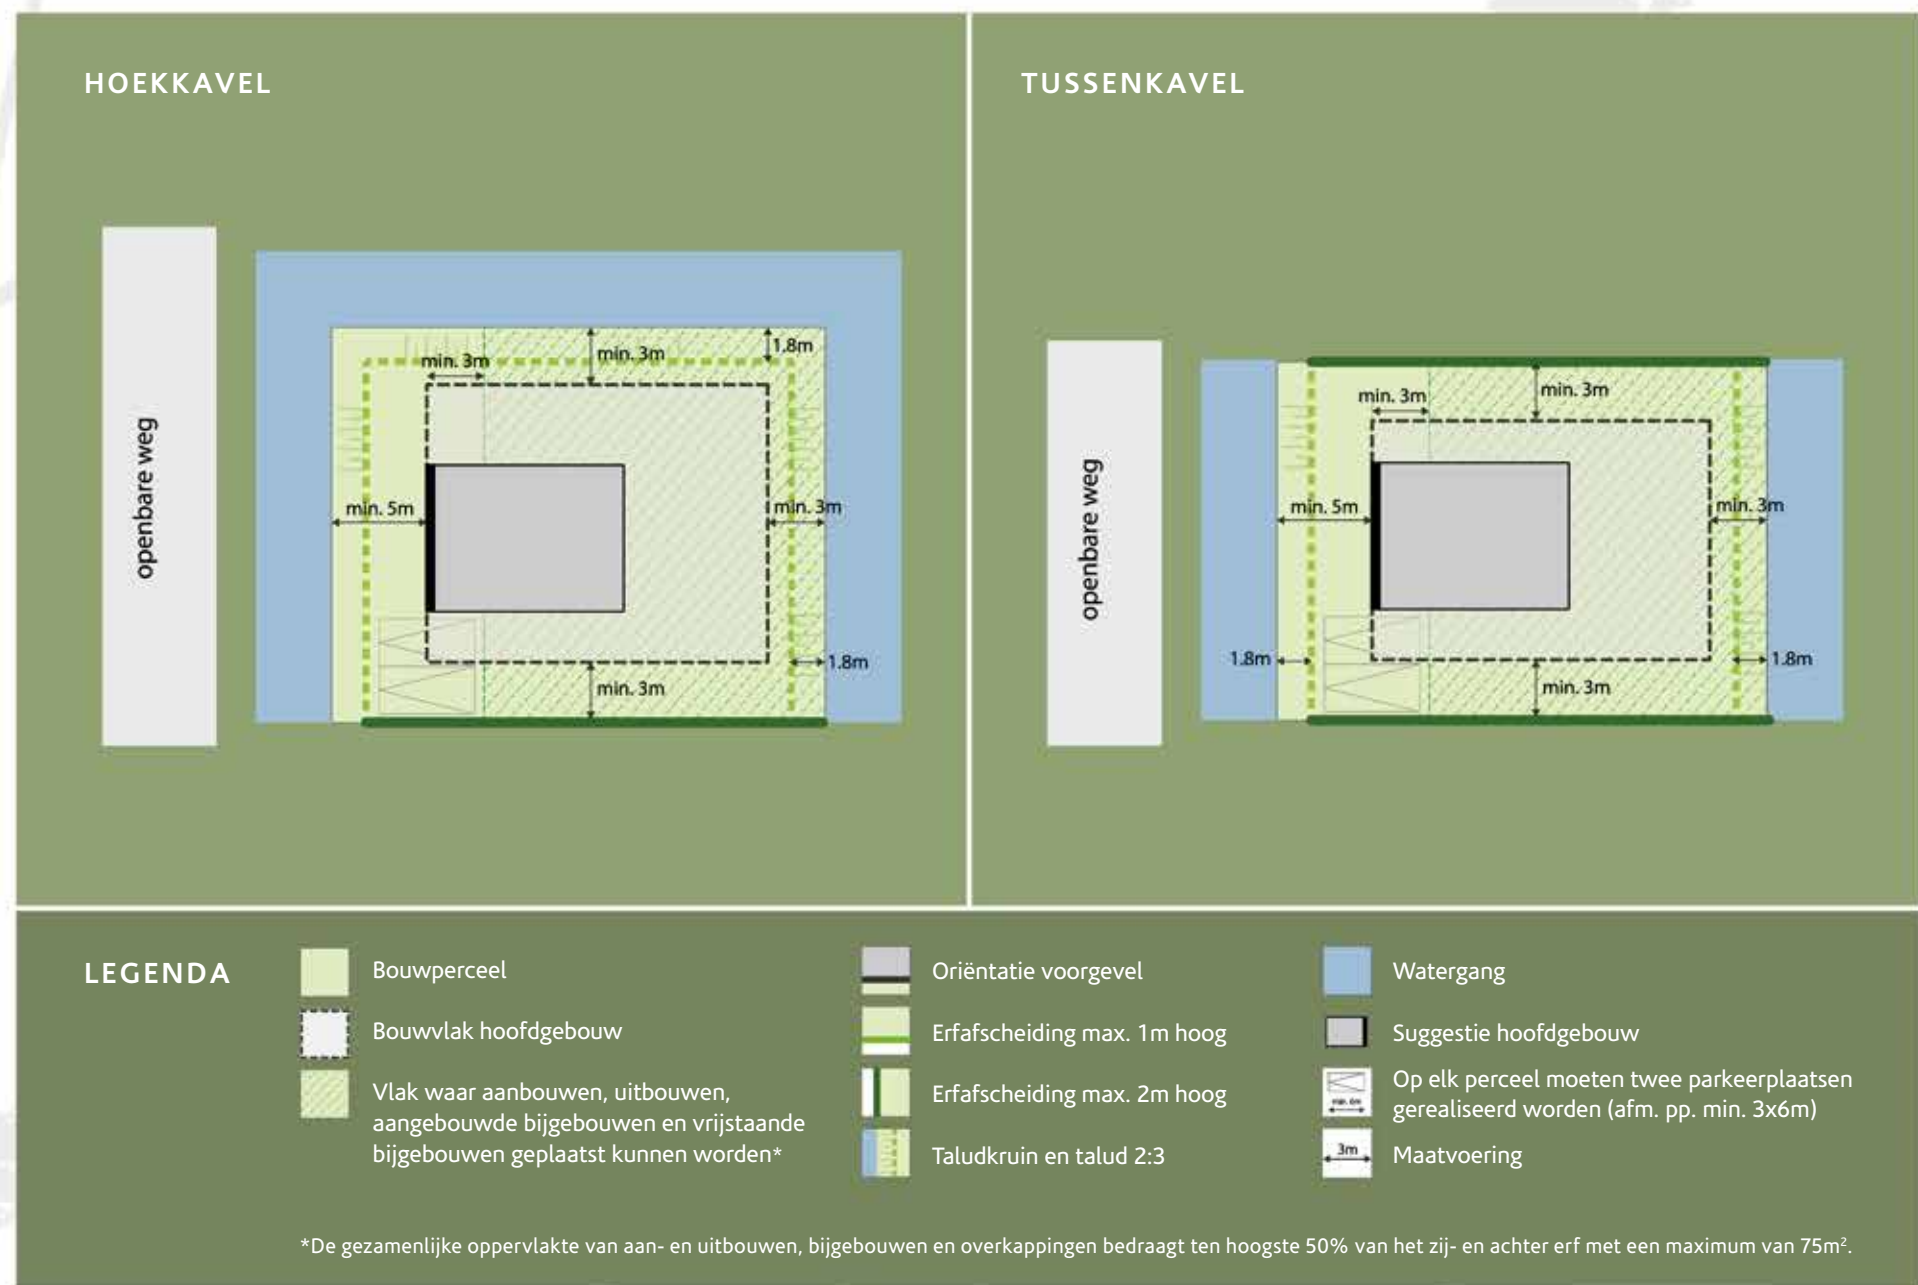 HOEKKAVEL
openbare weg
min. 3m
min. 3m
1.8m
min. 5m
min. 3m
1.8m
min. 3m
TUSSENKAVEL
openbare weg
min. 3m
min. 3m
min. 5m
min. 3m
1.8m
1.8m
min. 3m
LEGENDA
Bouwperceel
Bouwvlak hoofdgebouw
Vlak waar aanbouwen, uitbouwen,
aangebouwde bijgebouwen en vrijstaande
bijgebouwen geplaatst kunnen worden*
Oriëntatie voorgevel
Erfafscheiding max. 1m hoog
Erfafscheiding max. 2m hoog
Taludkruin en talud 2:3
Watergang
Suggestie hoofdgebouw
min. 6m
Op elk perceel moeten twee parkeerplaatsen
gerealiseerd worden (afm. pp. min. 3x6m)
3m
Maatvoering
*De gezamenlijke oppervlakte van aan- en uitbouwen, bijgebouwen en overkappingen bedraagt ten hoogste 50% van het zij- en achter erf met een maximum van 75m².